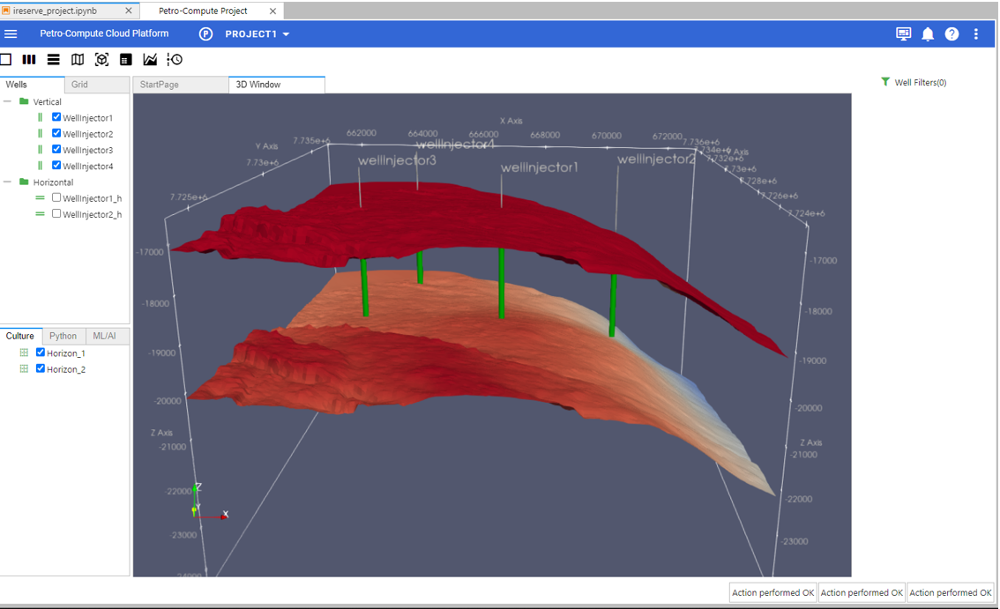 ireserve_project.ipynb
Petro-Compute Project
Petro-Compute Cloud Platform
P
PROJECT1
Wells
Grid
StartPage
3D Window
Well Filters(0)
Vertical
WellInjector1
WellInjector2
WellInjector3
WellInjector4
Horizontal
WellInjector1_h
WellInjector2_h
Culture
Python
ML/AI
Horizon_1
Horizon_2
X Axis
662000
664000
666000
668000
670000
672000
Y Axis
7.735e+6
7.73e+6
7.725e+6
7.736e+6
7.734e+6
Y Axis
7.732e+6
7.73e+6
7.728e+6
7.726e+6
7.724e+6
wellInjector4
wellInjector3
wellInjector1
wellInjector2
-17000
-18000
-19000
-20000
Z Axis
-21000
-22000
-23000
-24000
-17000
-18000
-19000
-20000
Z Axis
-21000
-22000
-23000
Z
Y
X
Action performed OK
Action performed OK
Action performed OK